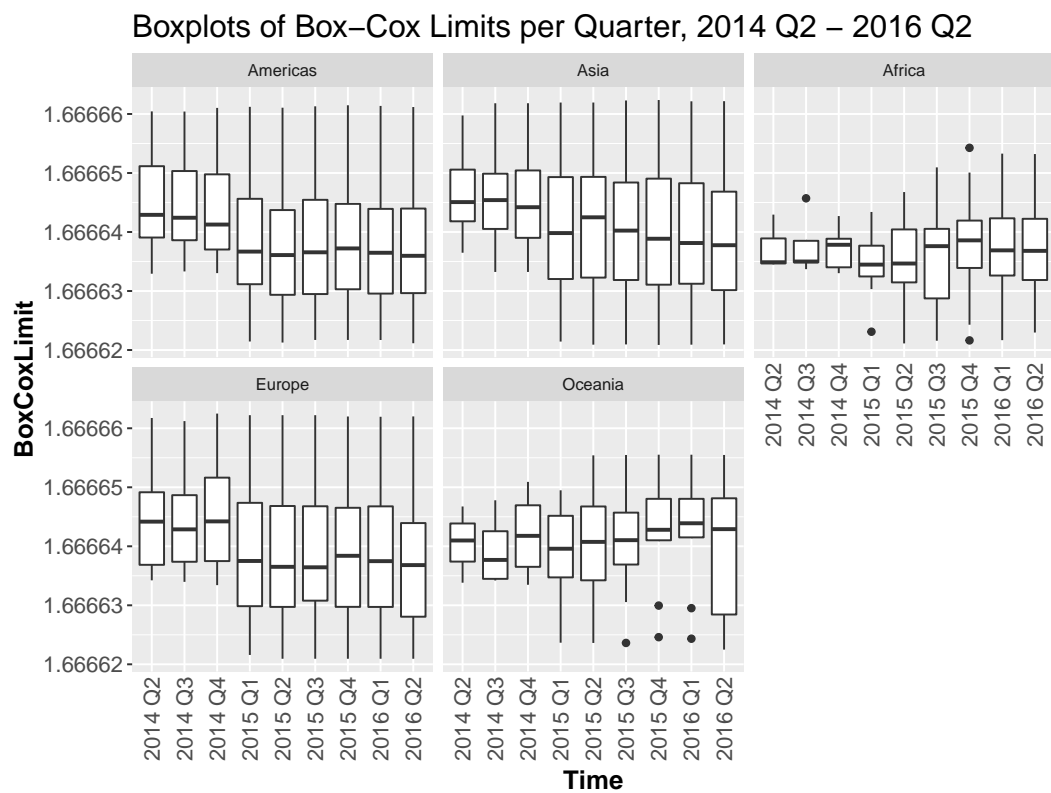 Boxplots of Box−Cox Limits per Quarter, 2014 Q2 − 2016 Q2
Americas
Asia
Africa
1.66666
1.66665
1.66664
1.66663
1.66662
2014 Q2
2014 Q3
2014 Q4
2015 Q1
2015 Q2
2015 Q3
2015 Q4
2016 Q1
2016 Q2
Europe
Oceania
1.66666
1.66665
1.66664
1.66663
1.66662
2014 Q2
2014 Q3
2014 Q4
2015 Q1
2015 Q2
2015 Q3
2015 Q4
2016 Q1
2016 Q2
2014 Q2
2014 Q3
2014 Q4
2015 Q1
2015 Q2
2015 Q3
2015 Q4
2016 Q1
2016 Q2
BoxCoxLimit
Time